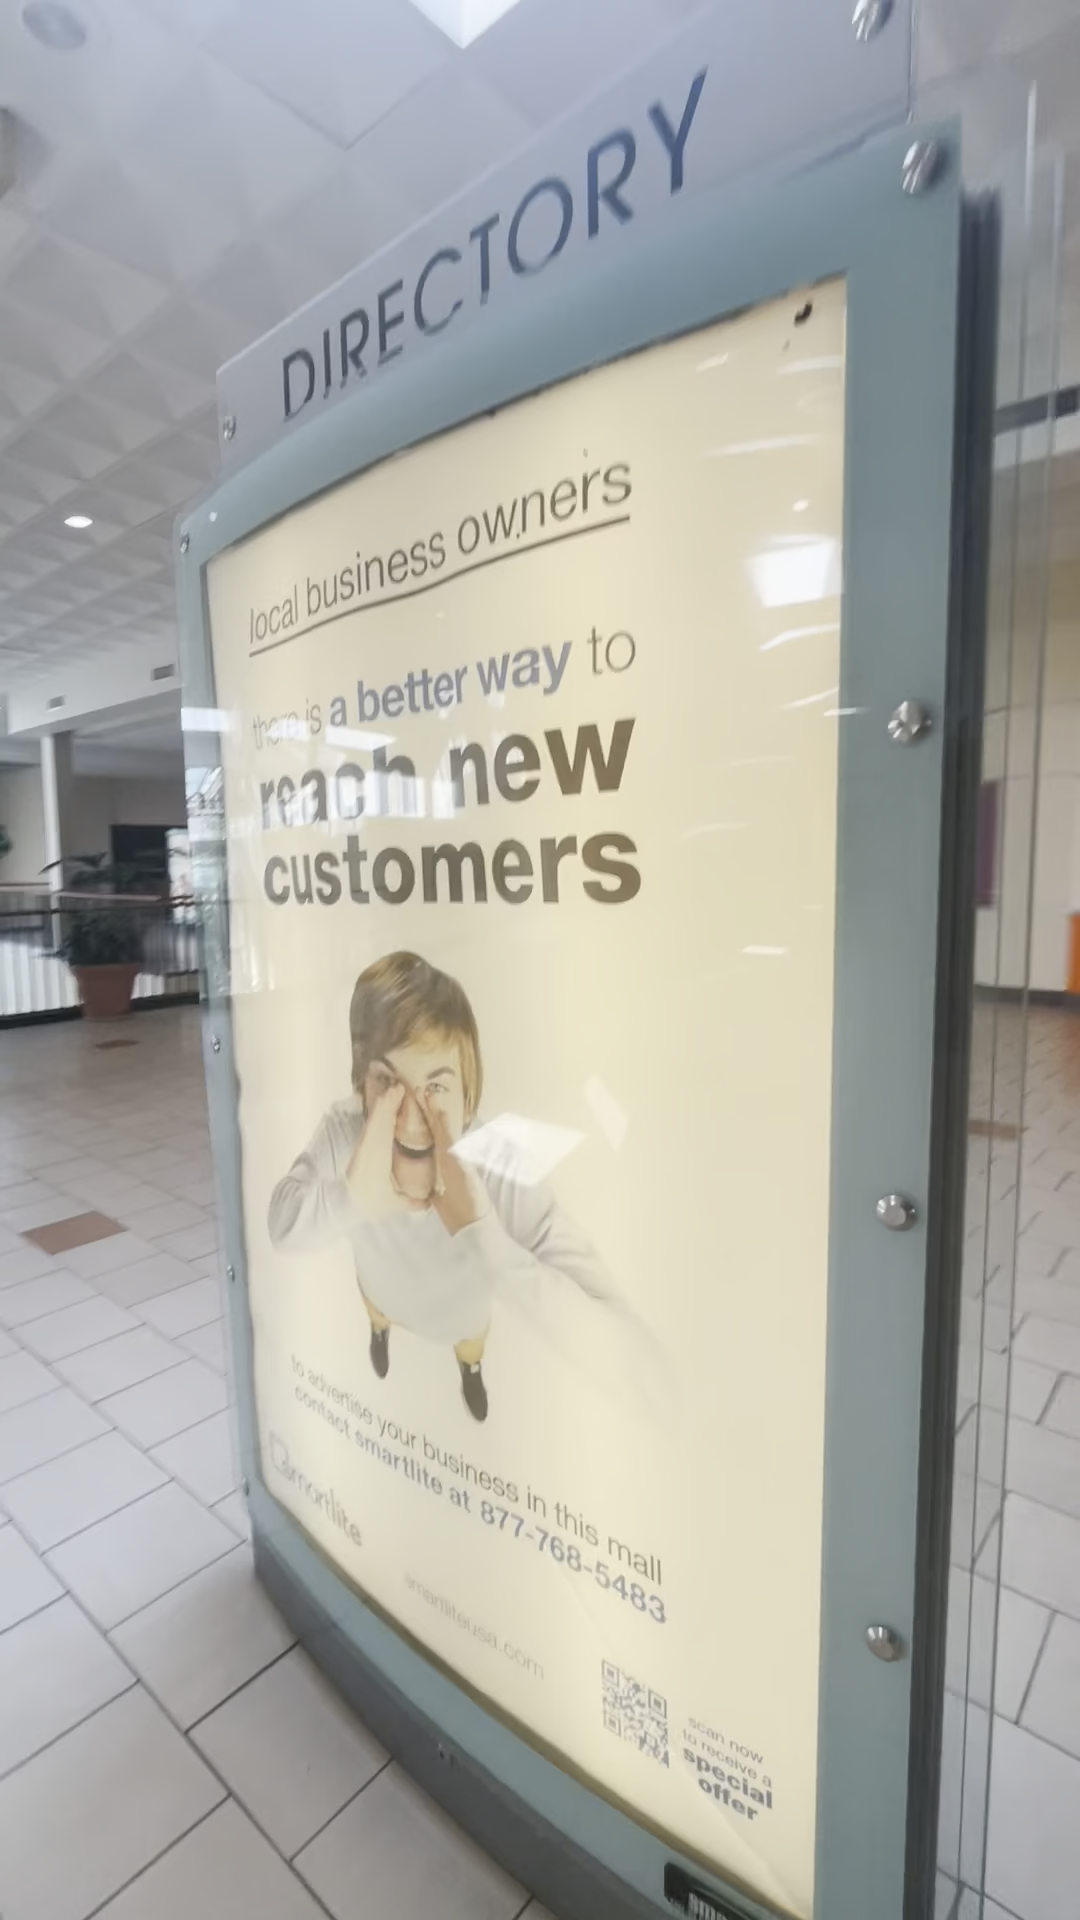 DIRECTORY
local business owners
there is a better way to
reach new
customers
to advertise your business in this mall
contact smartlite at 877-768-5483
smartlite
smartliteusa.com
scan now
to receive a
special
offer